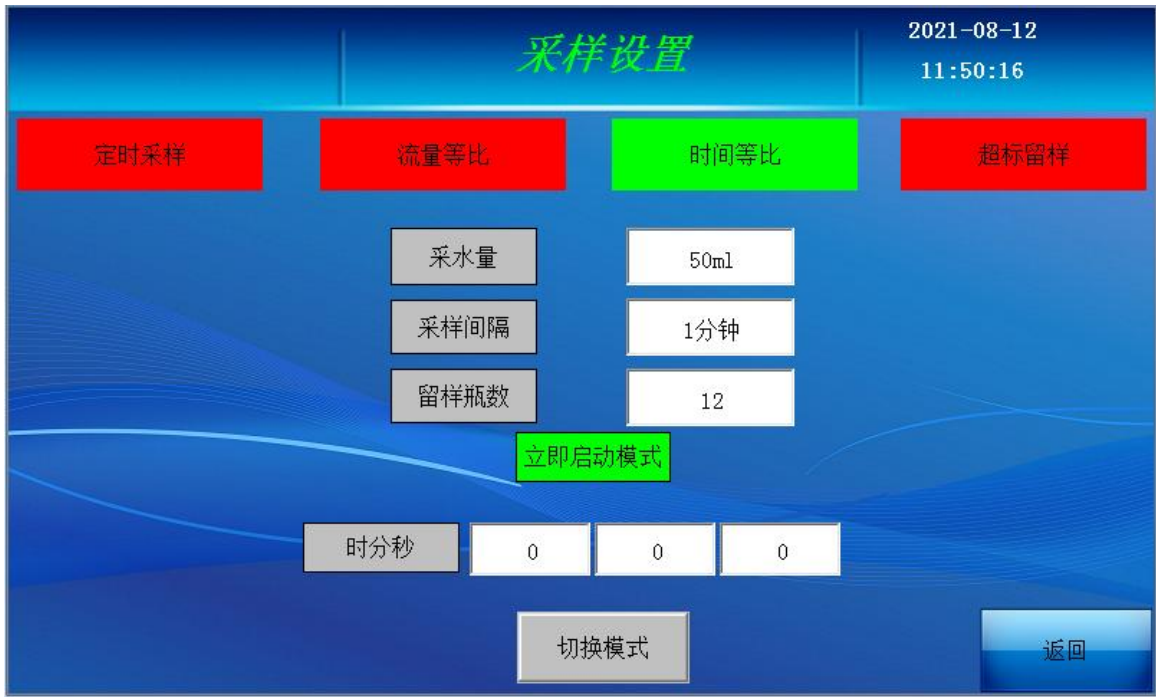 采样设置
2021-08-12
11:50:16
定时采样 流量等比 时间等比 超标留样
采水量 50ml
采样间隔 1分钟
留样瓶数 12
立即启动模式
时分秒 0 0 0
切换模式
返回